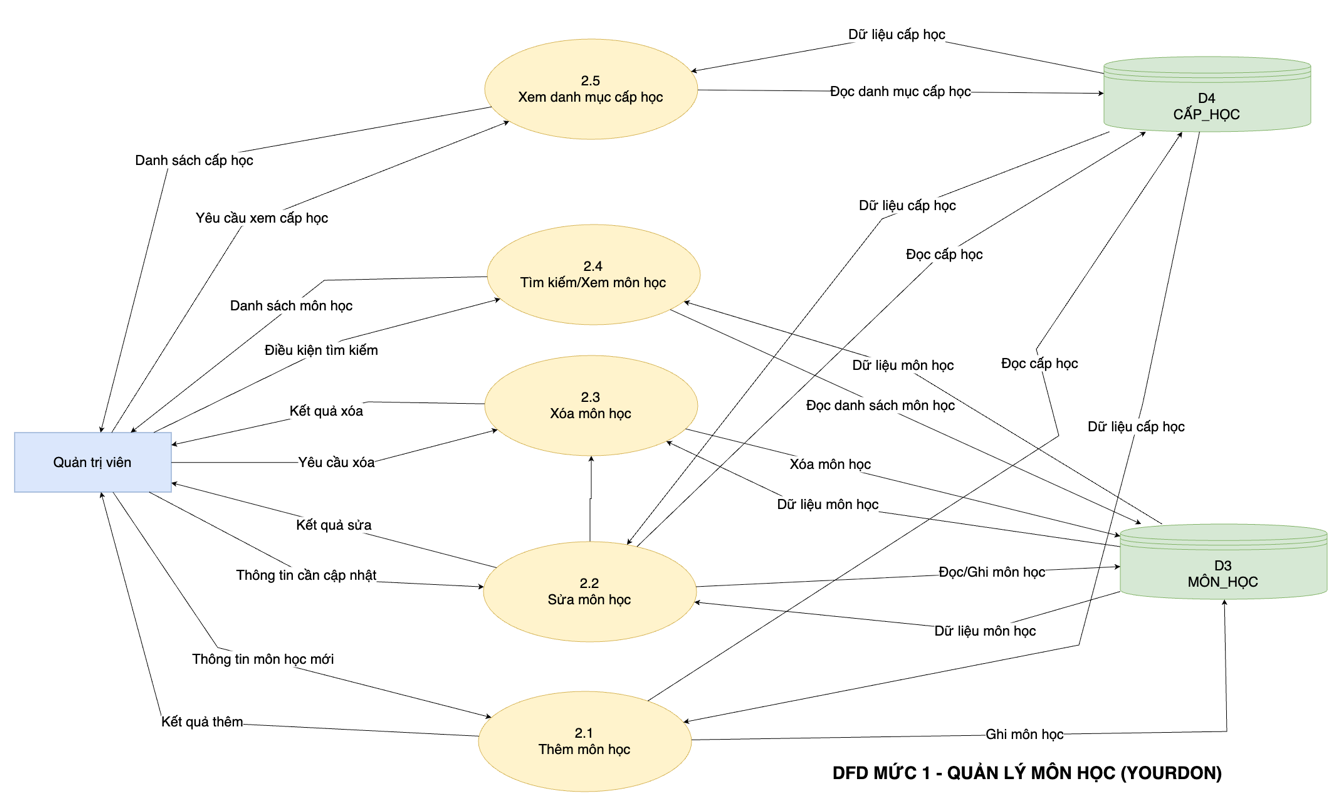 Dữ liệu cấp học
2.5
Xem danh mục cấp học
Đọc danh mục cấp học
D4
CẤP_HỌC
Danh sách cấp học
Yêu cầu xem cấp học
Dữ liệu cấp học
Đọc cấp học
2.4
Tìm kiếm/Xem môn học
Danh sách môn học
Điều kiện tìm kiếm
Dữ liệu môn học
Đọc cấp học
Đọc danh sách môn học
2.3
Xóa môn học
Kết quả xóa
Dữ liệu cấp học
Quản trị viên
Yêu cầu xóa
Xóa môn học
Dữ liệu môn học
Kết quả sửa
Thông tin cần cập nhật
2.2
Sửa môn học
Đọc/Ghi môn học
D3
MÔN_HỌC
Dữ liệu môn học
Thông tin môn học mới
Kết quả thêm
2.1
Thêm môn học
Ghi môn học
DFD MỨC 1 - QUẢN LÝ MÔN HỌC (YOURDON)